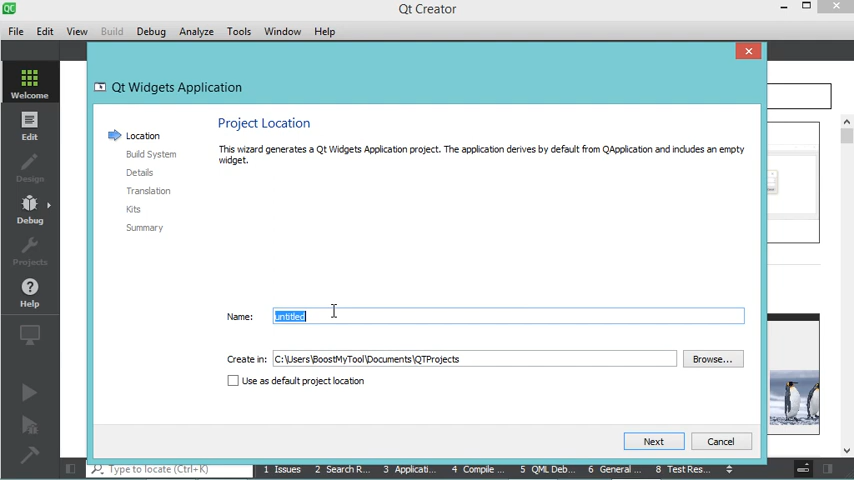 QC
Qt Creator
File Edit View Build Debug Analyze Tools Window Help
Qt Widgets Application
Welcome
Edit
Design
Debug
Projects
Help
Location
Build System
Details
Translation
Kits
Summary
Project Location
This wizard generates a Qt Widgets Application project. The application derives by default from QApplication and includes an empty
widget.
Name: untitled
Create in: C:\Users\BoostMyTool\Documents\QTProjects Browse...
Use as default project location
Next Cancel
Type to locate (Ctrl+K) 1 Issues 2 Search R... 3 Applicati... 4 Compile ... 5 QML Deb... 6 General ... 8 Test Res...